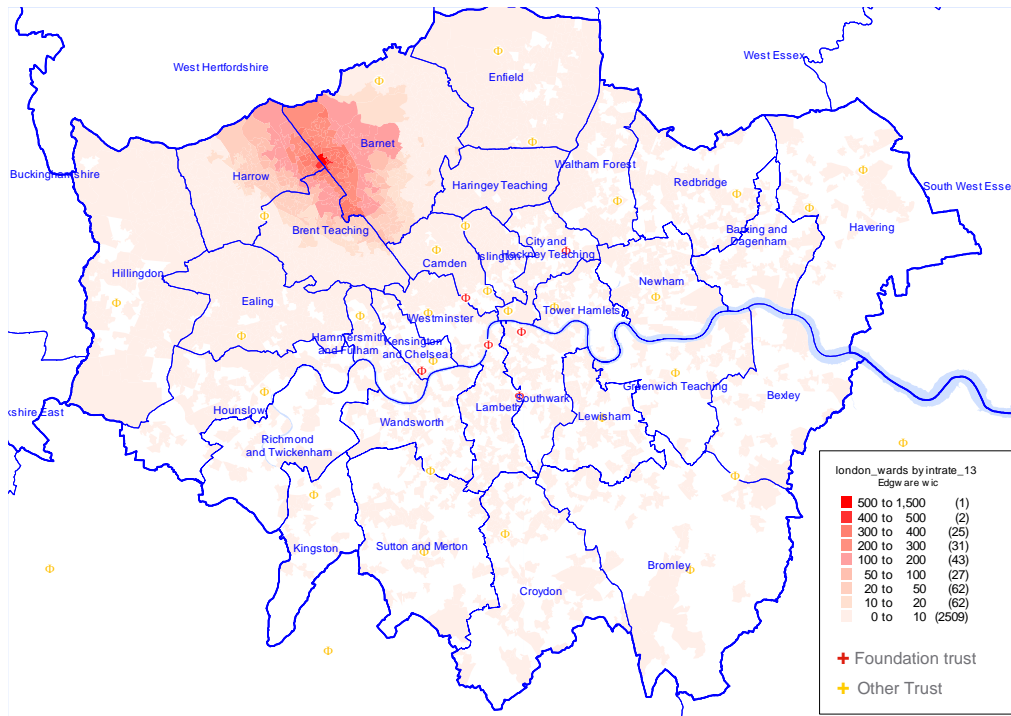 West Hertfordshire
West Essex
Enfield
Barnet
Buckinghamshire
Harrow
Haringey Teaching
Waltham Forest
Redbridge
South West Esse
Brent Teaching
Barking and
Dagenham
Havering
City and
Hackney Teaching
Islington
Camden
Hillingdon
Newham
Ealing
Westminster
Tower Hamlets
Hammersmith
and Fulham
Kensington
and Chelsea
Greenwich Teaching
Bexley
Hounslow
kshire East
Lambeth
Southwark
Lewisham
Wandsworth
Richmond
and Twickenham
Kingston
Sutton and Merton
Croydon
Bromley
london_wards by intrate_13
Edgware wic
500 to 1,500 (1)
400 to 500 (2)
300 to 400 (25)
200 to 300 (31)
100 to 200 (43)
50 to 100 (27)
20 to 50 (62)
10 to 20 (62)
0 to 10 (2509)
Foundation trust
Other Trust